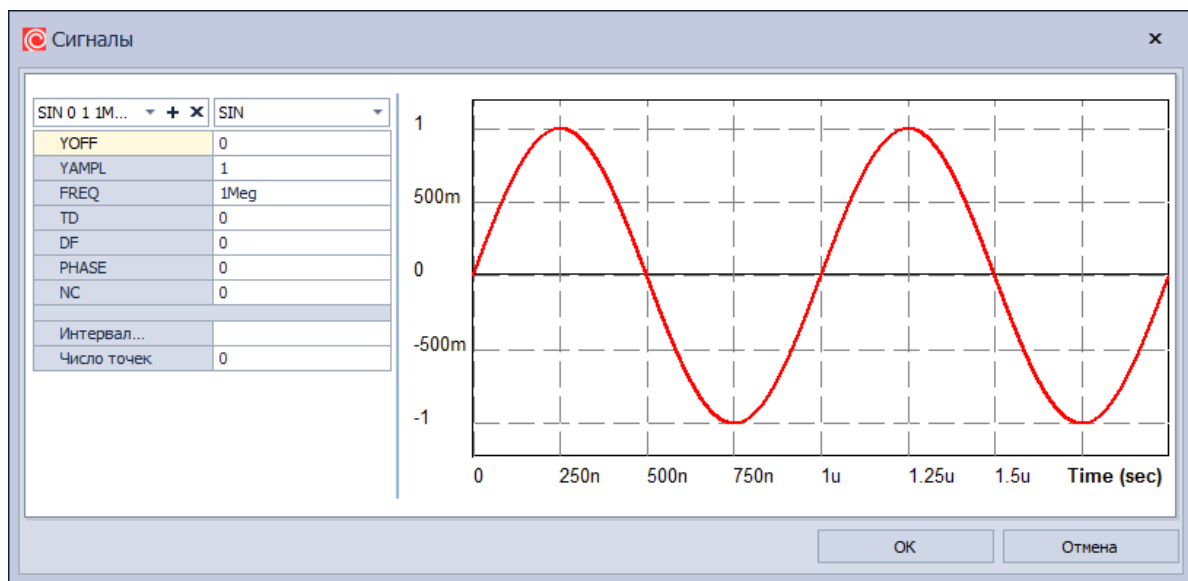 Сигналы
SIN 0 1 1M... SIN
YOFF 0
YAMPL 1
FREQ 1Meg
TD 0
DF 0
PHASE 0
NC 0
Интервал...
Число точек 0
1
500m
0
-500m
-1
0 250n 500n 750n 1u 1.25u 1.5u Time (sec)
OK Отмена